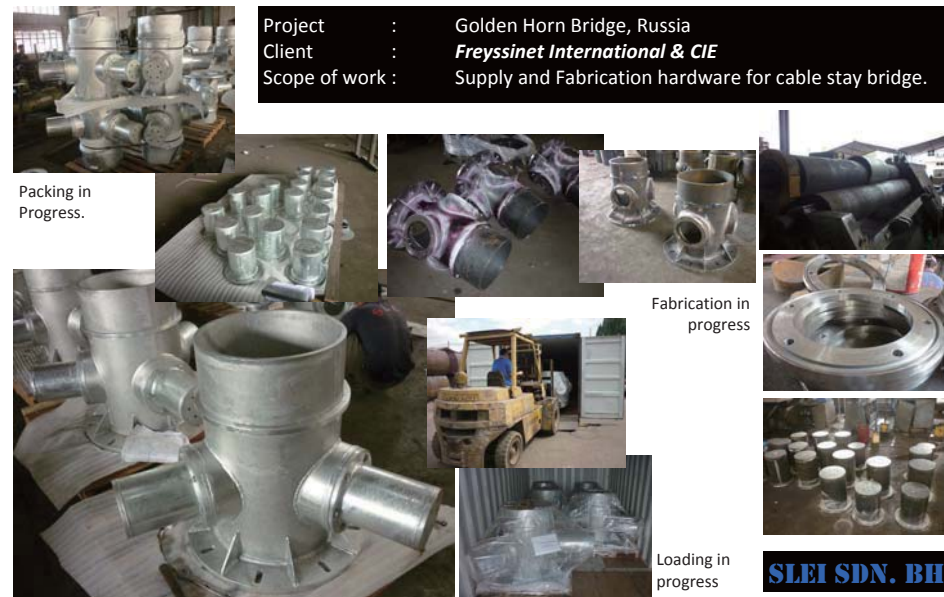 Project : Golden Horn Bridge, Russia
Client : Freyssinet International & CIE
Scope of work : Supply and Fabrication hardware for cable stay bridge.
Packing in
Progress.
Fabrication in
progress
Loading in
progress
SLEI SDN. BH